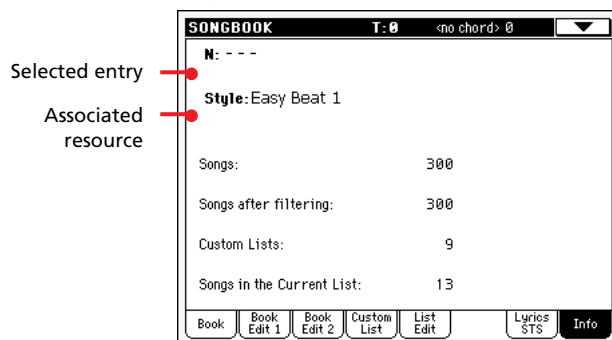 SONGBOOK T:0 <no chord> 0
N: - - -
Selected entry
Style:Easy Beat 1
Associated
resource
Songs: 300
Songs after filtering: 300
Custom Lists: 9
Songs in the Current List: 13
Book
Book Edit 1
Book Edit 2
Custom List
List Edit
Lyrics STS
Info